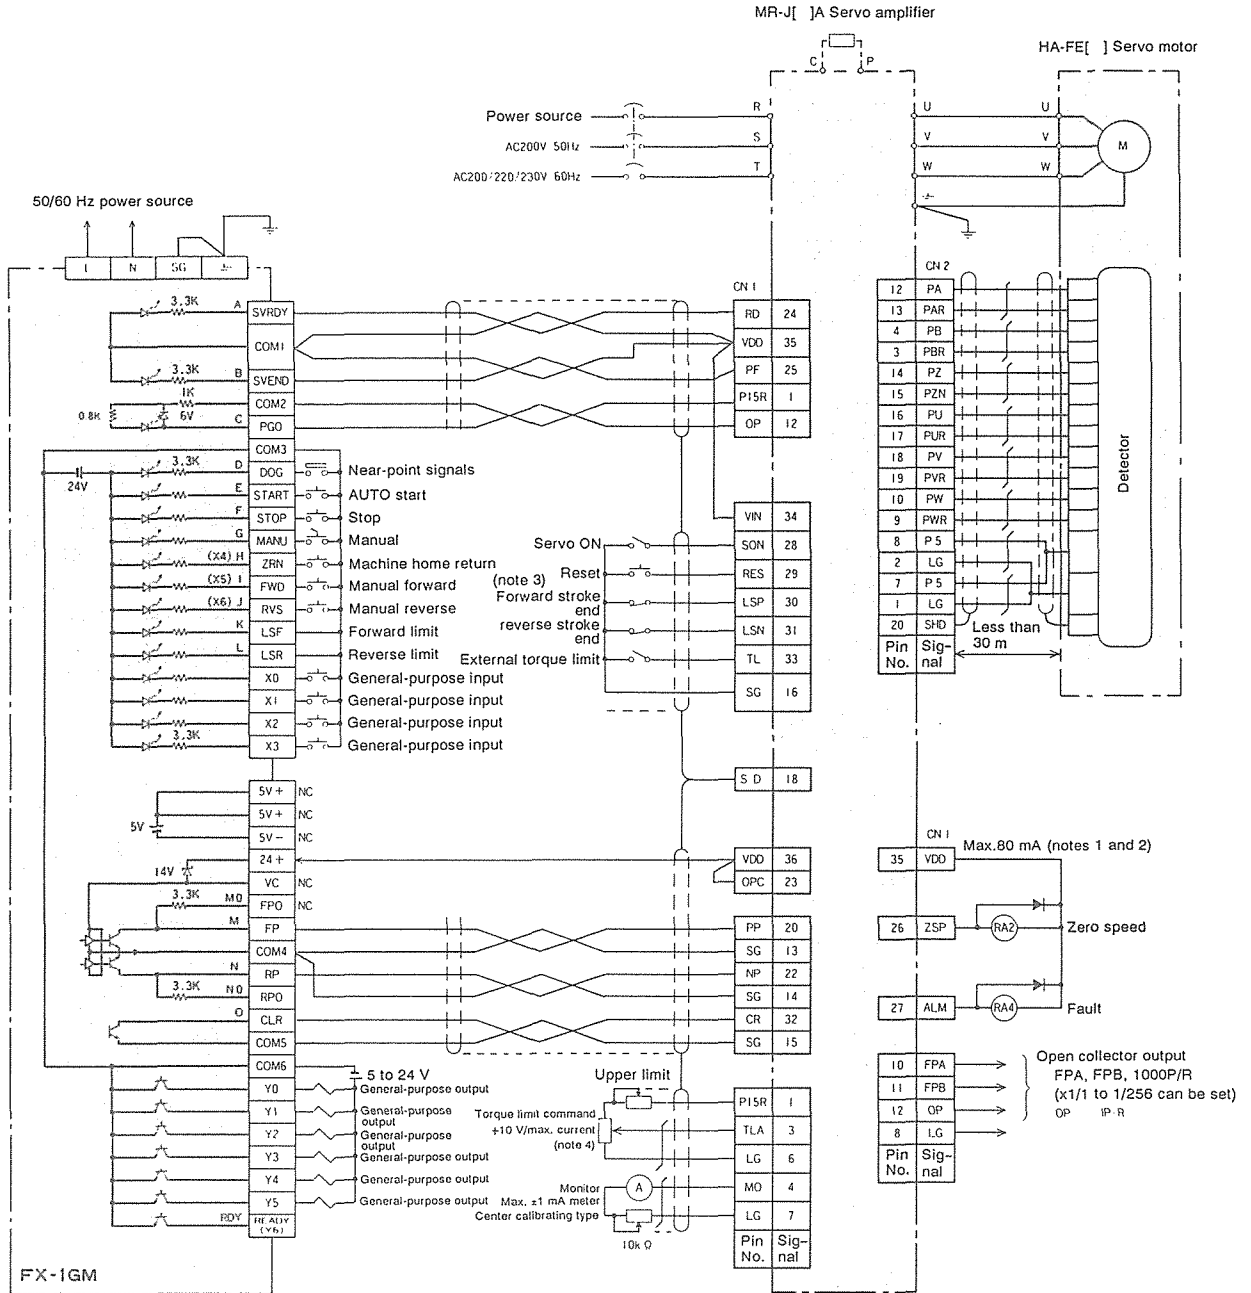 MR-J[ ]A Servo amplifier
C P
HA-FE[ ] Servo motor
Power source
R
AC200V 50Hz
S
AC200/220/230V 60Hz
T
U U
V V
W W
M
50/60 Hz power source
N SG
CN 1
3.3K A SVRDY
COM1
3.3K B SVEND
1K COM2
0.8K 6V C PGO
COM3
24V
3.3K D DOG Near-point signals
E START AUTO start
F STOP Stop
G MANU Manual
(X4) H ZRN Machine home return
(X5) I FWD Manual forward
(X6) J RVS Manual reverse
K LSF Forward limit
L LSR Reverse limit
X0 General-purpose input
X1 General-purpose input
X2 General-purpose input
3.3K X3 General-purpose input
RD 24
VDD 35
PF 25
P15R 1
OP 12
VIN 34
Servo ON SON 28
(note 3) Reset RES 29
Forward stroke end LSP 30
reverse stroke end LSN 31
External torque limit TL 33
SG 16
SD 18
CN 2
12 PA
13 PAR
4 PB
3 PBR
14 PZ
15 PZN
16 PU
17 PUR
18 PV
19 PVR
10 PW
9 PWR
8 P5
2 LG
7 P5
1 LG
20 SHD
Pin No. Sig-nal
Less than 30 m
Detector
5V+ NC
5V+ NC
5V
5V- NC
24+
14V
VC NC
3.3K M0 FPO NC
M FP
COM4
N RP
3.3K N0 RPO
O CLR
COM5
COM6
VDD 36
OPC 23
PP 20
SG 13
NP 22
SG 14
CR 32
SG 15
CN 1
35 VDD Max.80 mA (notes 1 and 2)
26 ZSP RA2 Zero speed
27 ALM RA4 Fault
10 FPA
11 FPB
12 OP
8 LG
Pin No. Sig-nal
Open collector output
FPA, FPB, 1000P/R
(x1/1 to 1/256 can be set)
OP 1P/R
5 to 24 V
Y0 General-purpose output
Y1 General-purpose output
Y2 General-purpose output
Y3 General-purpose output
Y4 General-purpose output
Y5 General-purpose output
RDY READY (Y6)
Upper limit
Torque limit command
+10 V/max. current
(note 4)
Monitor
Max. ±1 mA meter
Center calibrating type
A
10k Ω
P15R 1
TLA 3
LG 6
MO 4
LG 7
Pin No. Sig-nal
FX-1GM